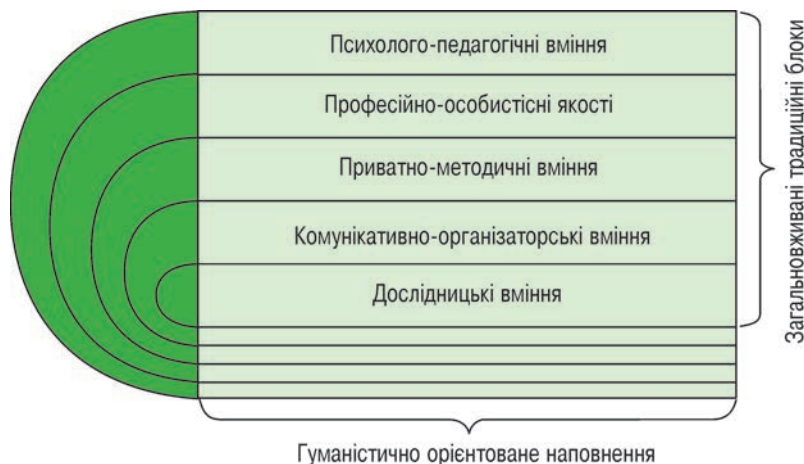 Психолого-педагогічні вміння
Професійно-особистісні якості
Приватно-методичні вміння
Комунікативно-організаторські вміння
Дослідницькі вміння
Загальновживані традиційні блоки
Гуманістично орієнтоване наповнення